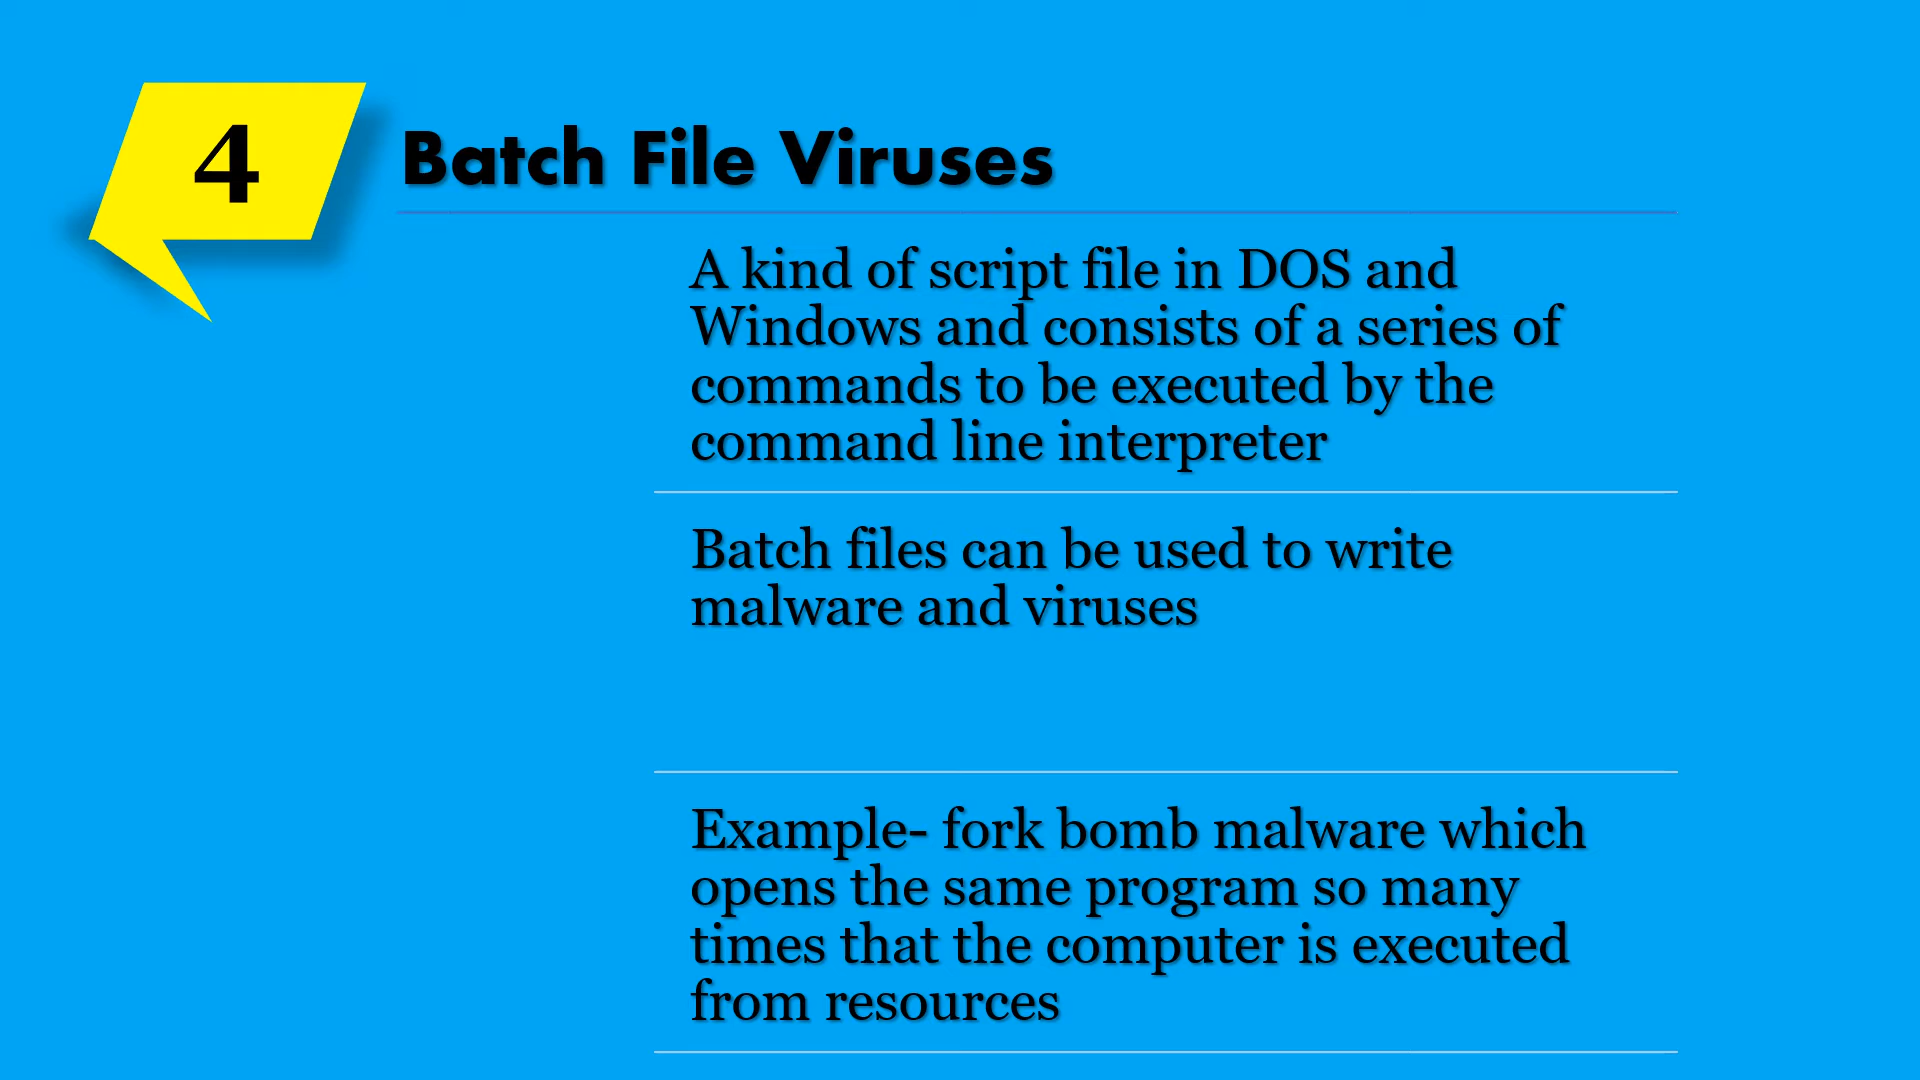 4
Batch File Viruses
A kind of script file in DOS and
Windows and consists of a series of
commands to be executed by the
command line interpreter
Batch files can be used to write
malware and viruses
Example- fork bomb malware which
opens the same program so many
times that the computer is executed
from resources